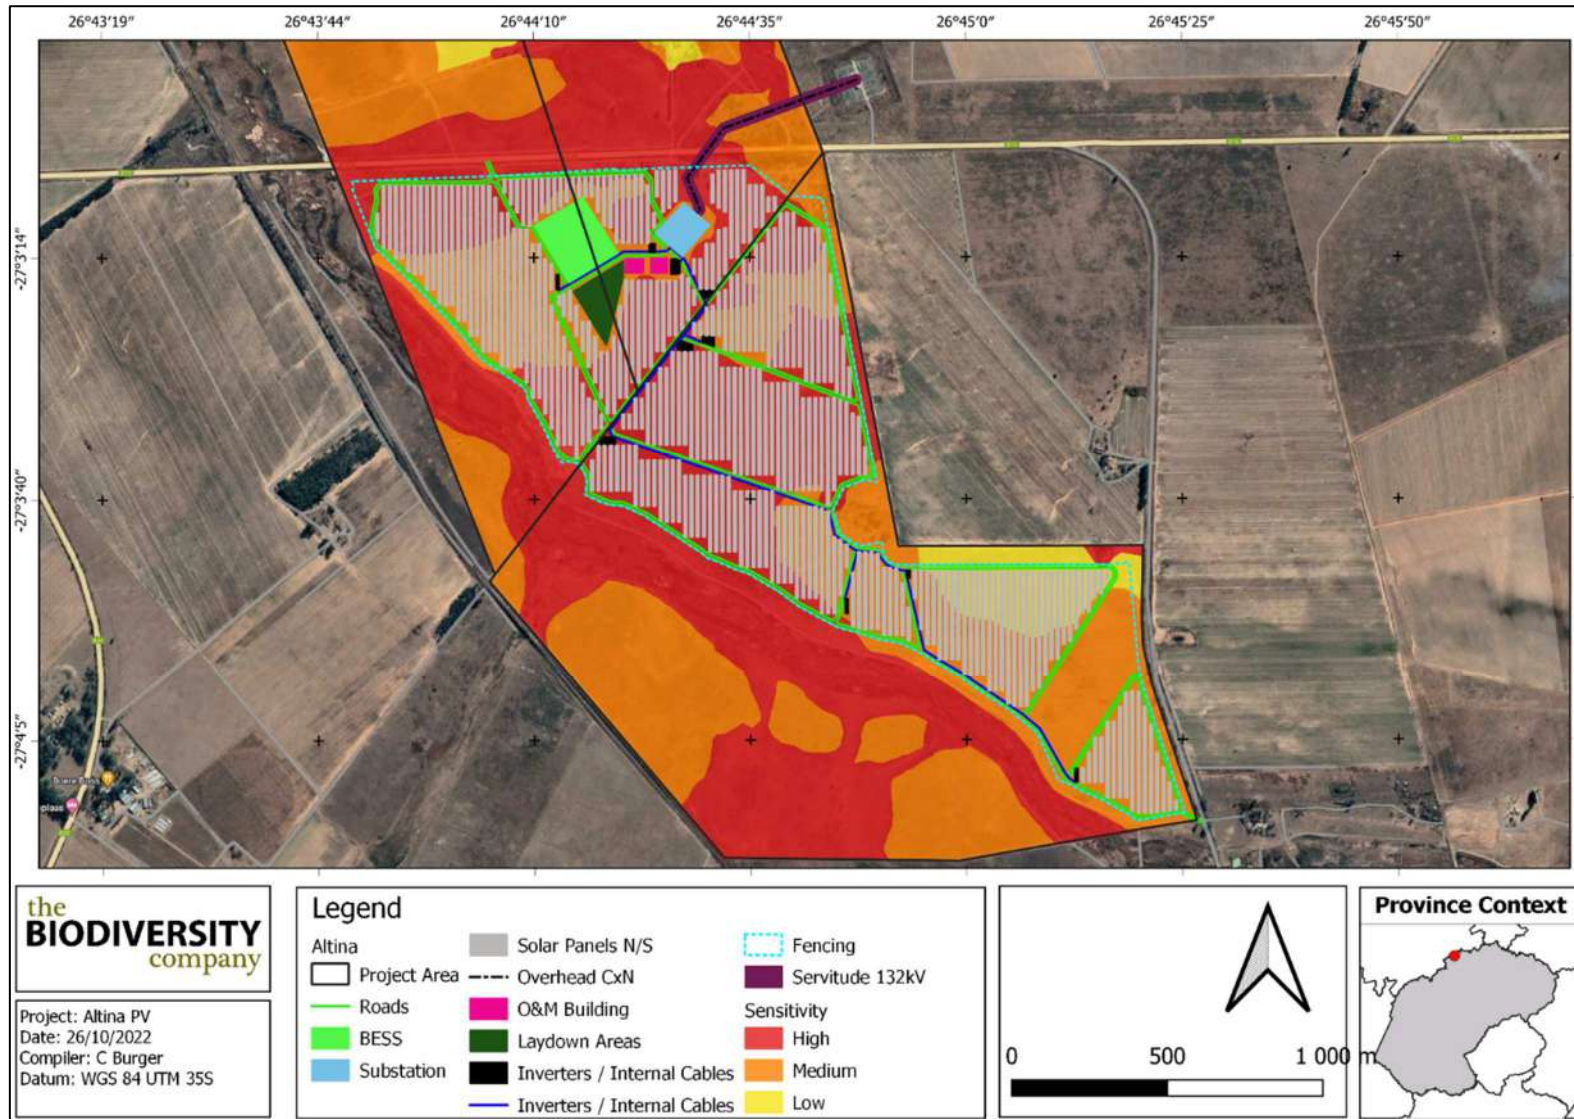 26°43'19" 26°43'44" 26°44'10" 26°44'35" 26°45'0" 26°45'25" 26°45'50"
-27°3'14"
-27°3'40"
-27°4'5"
the
BIODIVERSITY
company
Project: Altina PV
Date: 26/10/2022
Compiler: C Burger
Datum: WGS 84 UTM 35S
Legend
Altina
Project Area
Roads
BESS
Substation
Solar Panels N/S
Overhead CxN
O&M Building
Laydown Areas
Inverters / Internal Cables
Inverters / Internal Cables
Fencing
Servitude 132kV
Sensitivity
High
Medium
Low
0 500 1 000 m
Province Context